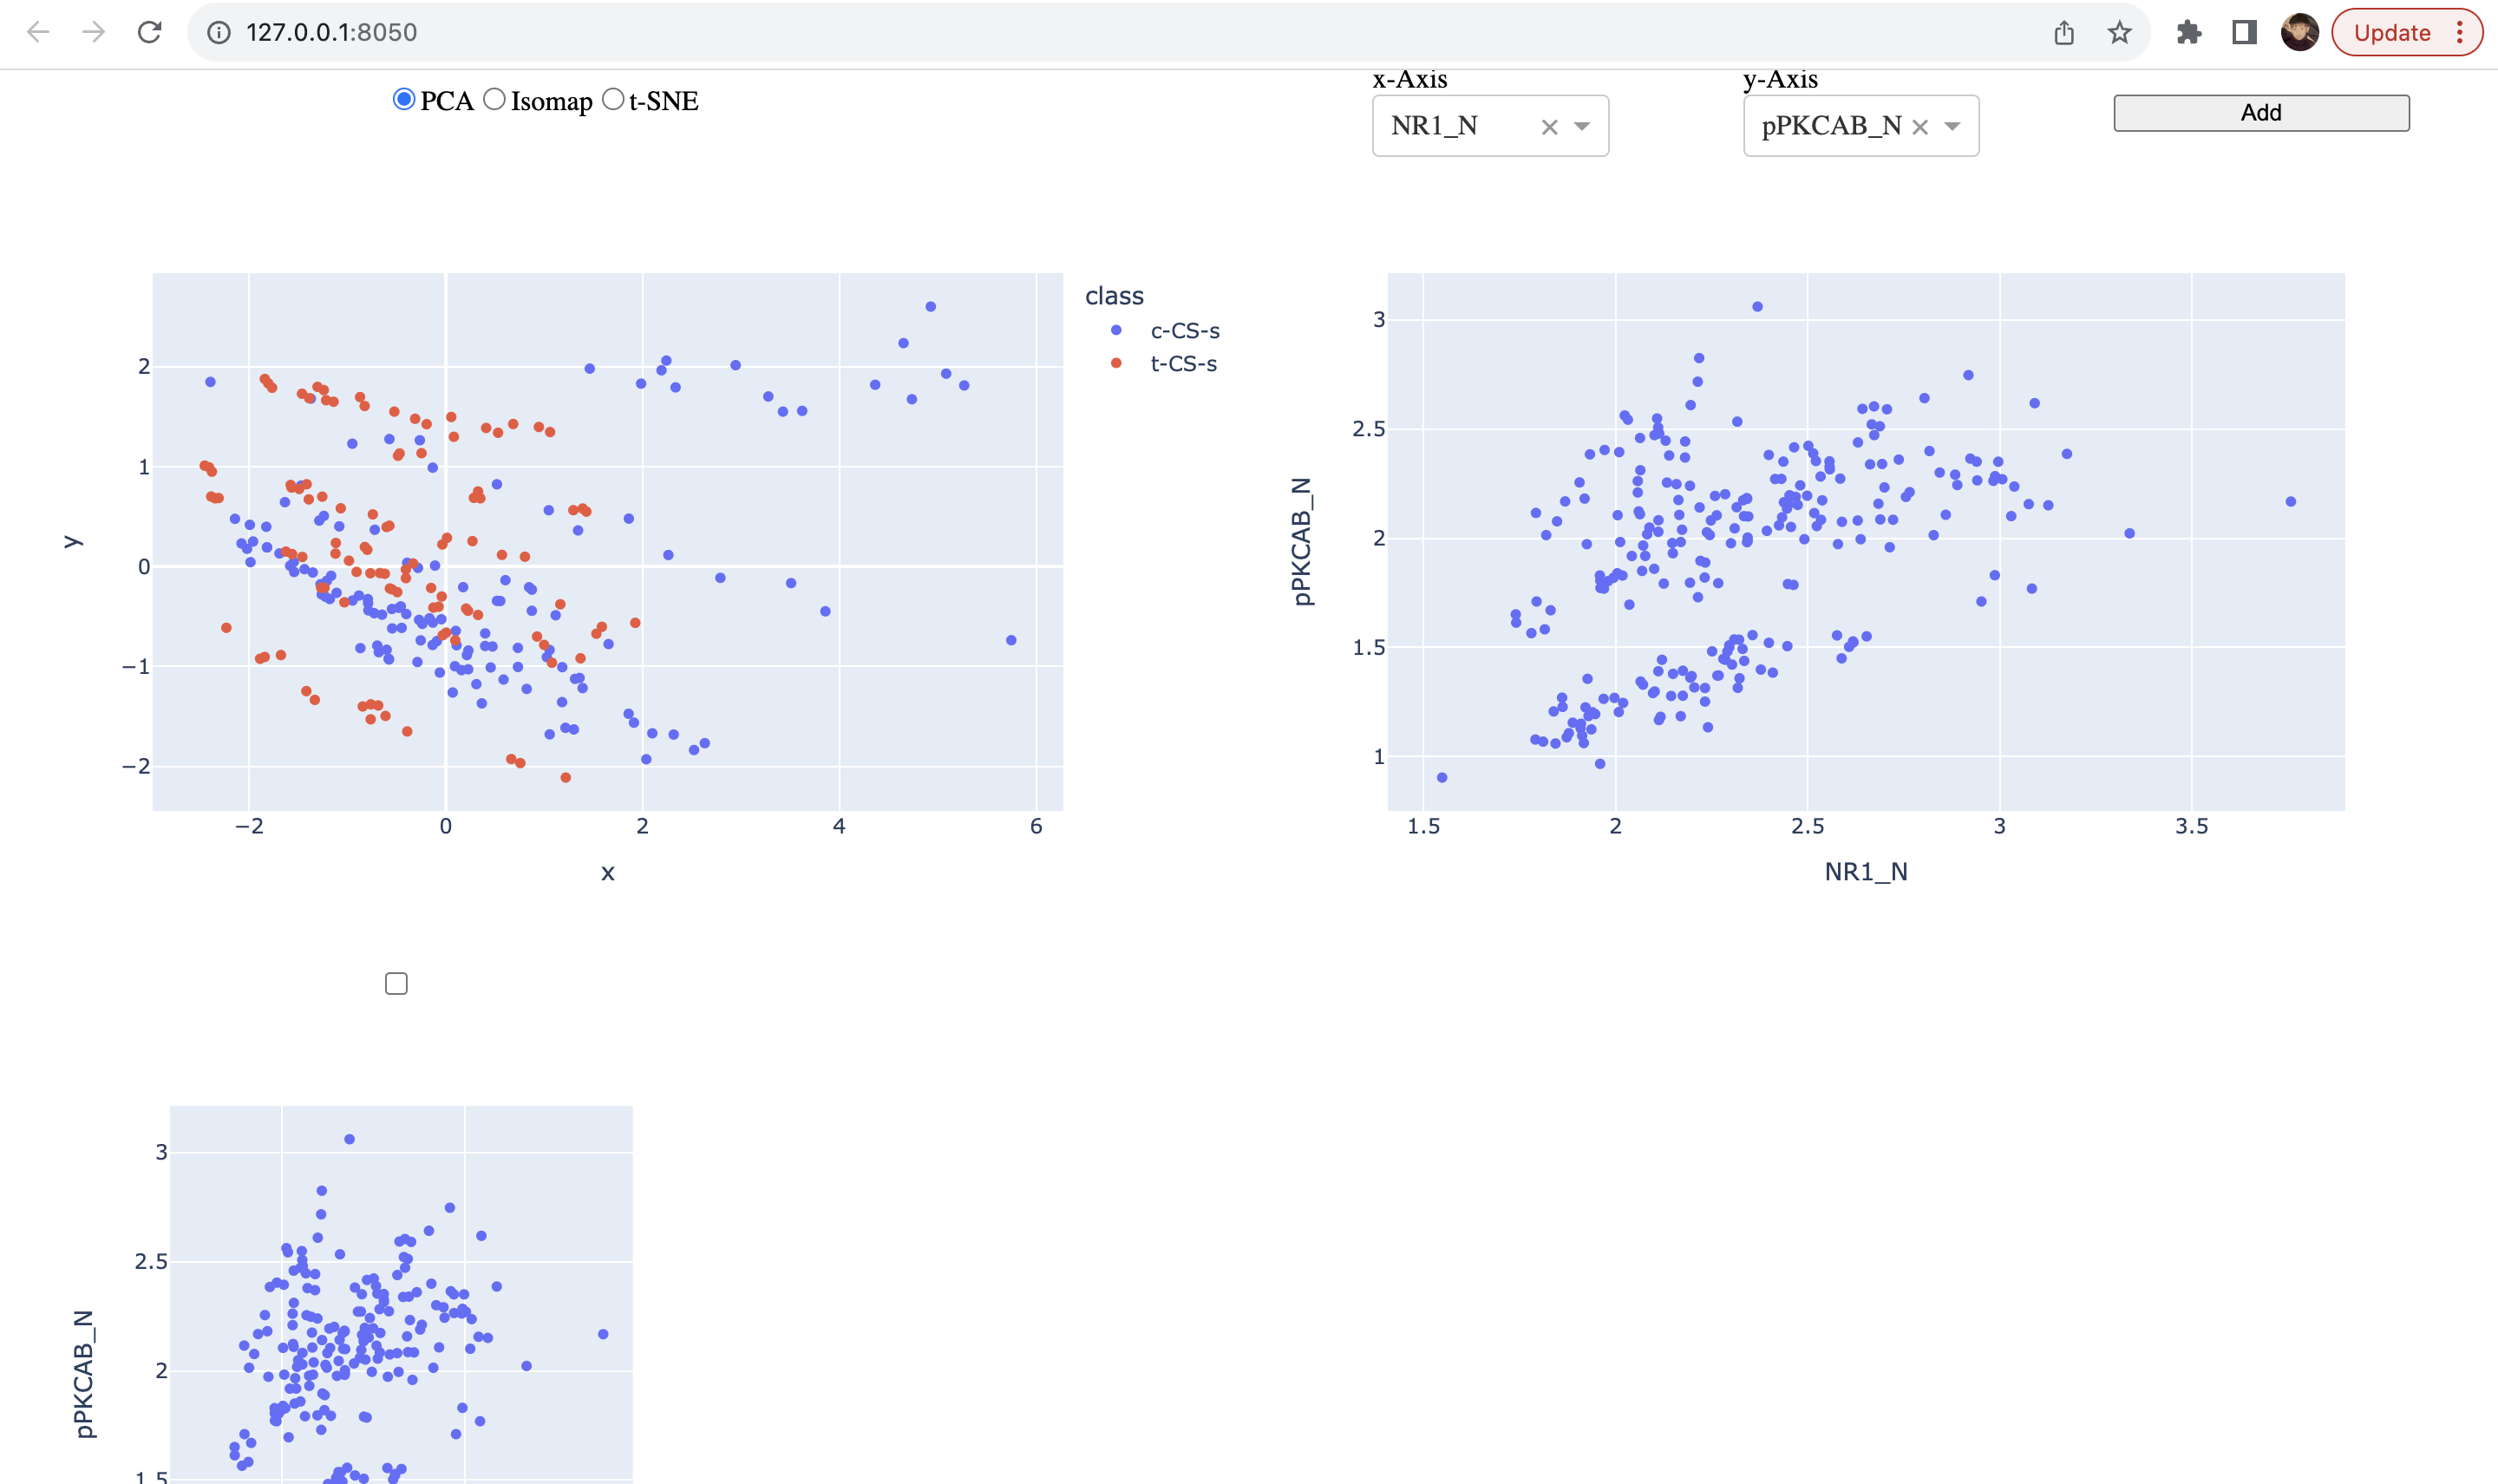 127.0.0.1:8050
Update
PCA Isomap t-SNE
x-Axis
NR1_N
y-Axis
pPKCAB_N
Add
2
1
0
−1
−2
y
−2 0 2 4 6
x
class
c-CS-s
t-CS-s
3
2.5
2
1.5
1
pPKCAB_N
1.5 2 2.5 3 3.5
NR1_N
3
2.5
2
1.5
pPKCAB_N